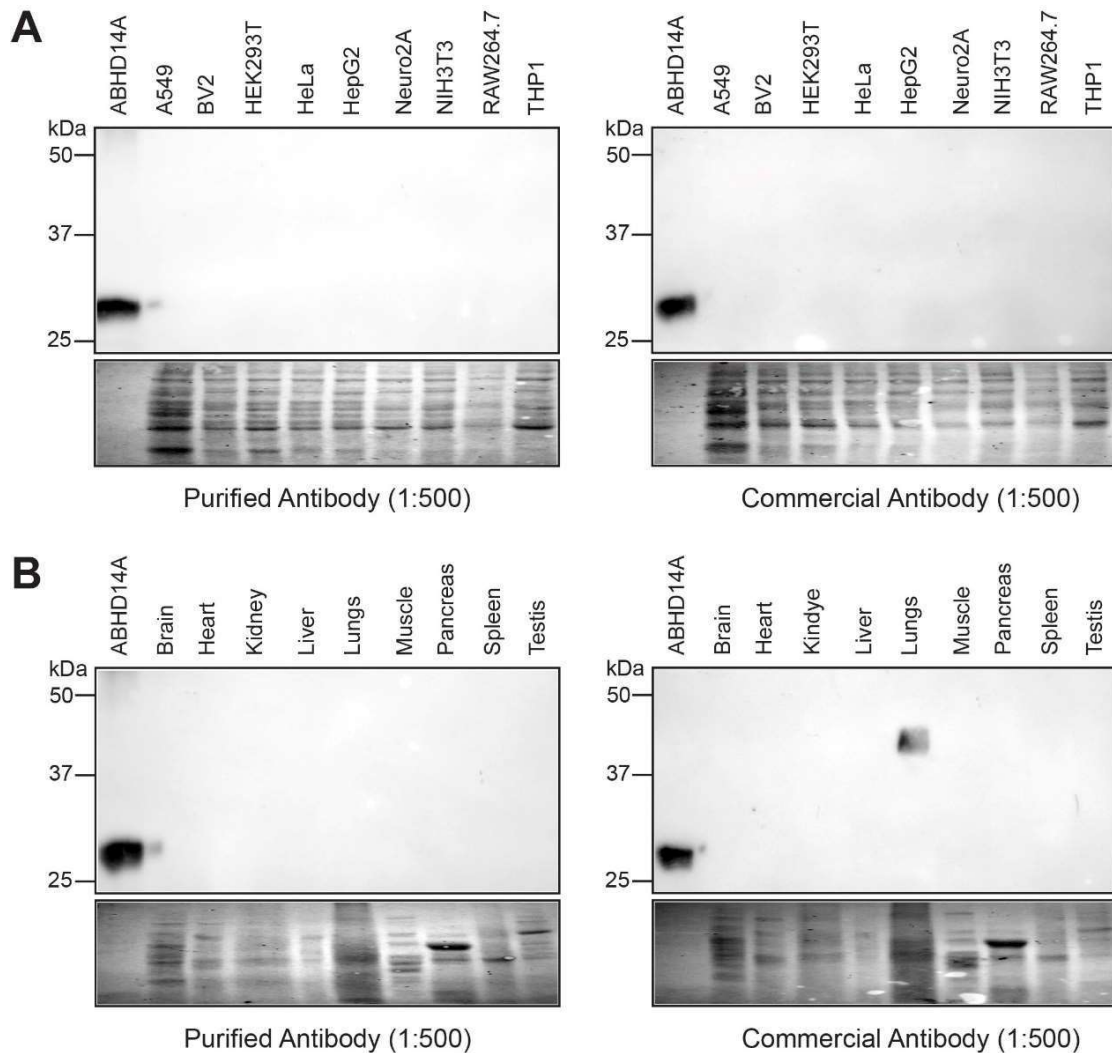 A
ABHD14A A549 BV2 HEK293T HeLa HepG2 Neuro2A NIH3T3 RAW264.7 THP1
kDa
50
37
25
Purified Antibody (1:500)
ABHD14A A549 BV2 HEK293T HeLa HepG2 Neuro2A NIH3T3 RAW264.7 THP1
kDa
50
37
25
Commercial Antibody (1:500)
B
ABHD14A Brain Heart Kidney Liver Lungs Muscle Pancreas Spleen Testis
kDa
50
37
25
Purified Antibody (1:500)
ABHD14A Brain Heart Kindye Liver Lungs Muscle Pancreas Spleen Testis
kDa
50
37
25
Commercial Antibody (1:500)